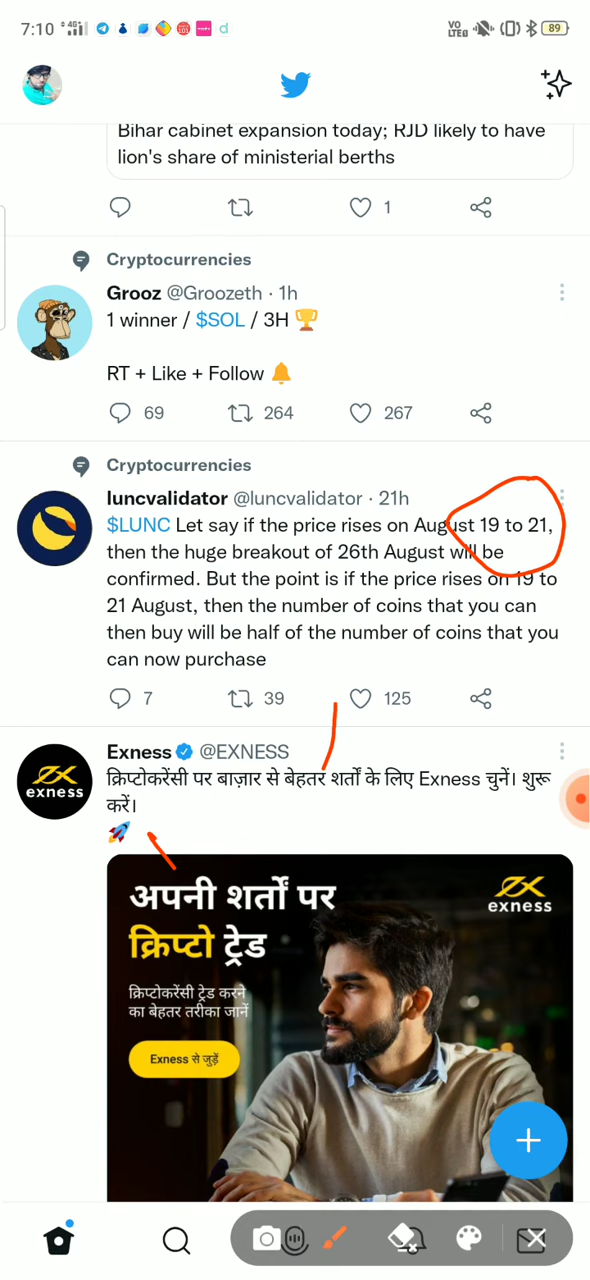 7:10 4G VO LTE 89
Bihar cabinet expansion today; RJD likely to have
lion's share of ministerial berths
1
Cryptocurrencies
Grooz @Groozeth · 1h
1 winner / $SOL / 3H 🏆
RT + Like + Follow 🔔
69 264 267
Cryptocurrencies
luncvalidator @luncvalidator · 21h
$LUNC Let say if the price rises on August 19 to 21,
then the huge breakout of 26th August will be
confirmed. But the point is if the price rises on 19 to
21 August, then the number of coins that you can
then buy will be half of the number of coins that you
can now purchase
7 39 125
Exness @EXNESS
exness
क्रिप्टोकरेंसी पर बाज़ार से बेहतर शर्तों के लिए Exness चुनें। शुरू
करें।
🚀
अपनी शर्तों पर
exness
क्रिप्टो ट्रेड
क्रिप्टोकरेंसी ट्रेड करने
का बेहतर तरीका जानें
Exness से जुड़ें